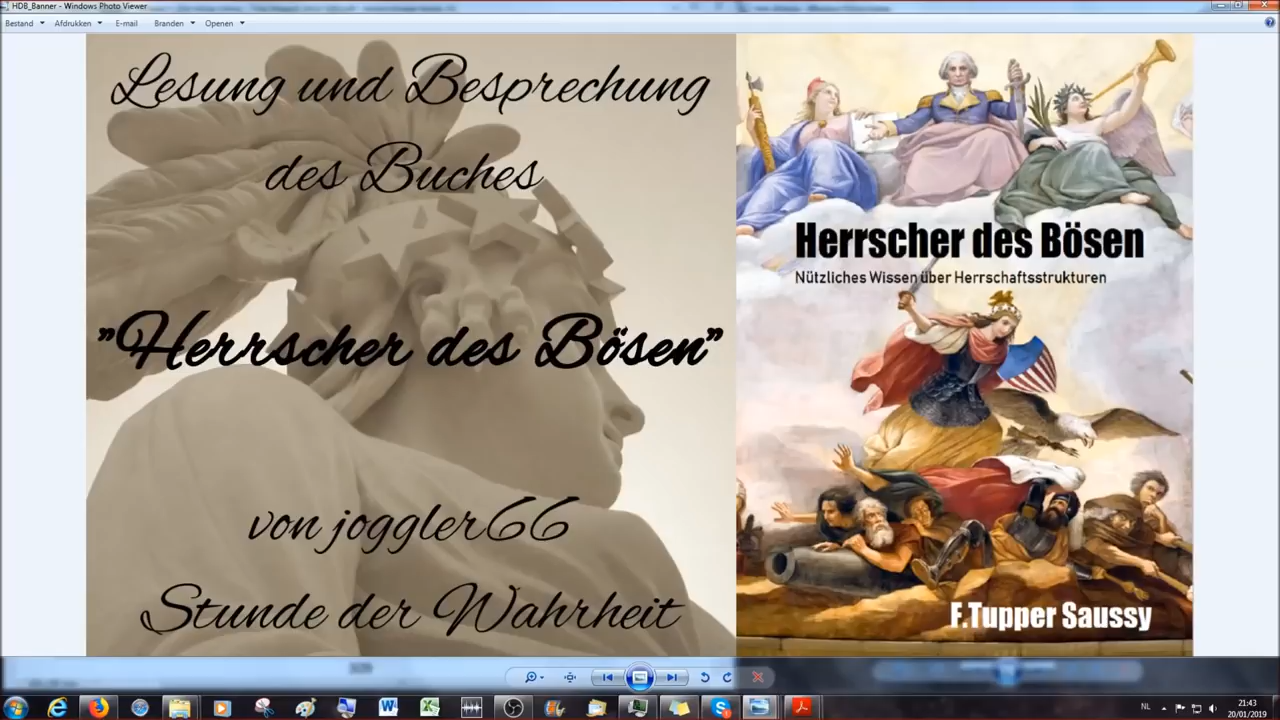 HDB_Banner - Windows Photo Viewer
Bestand Afdrukken E-mail Branden Openen
Lesung und Besprechung
des Buches
"Herrscher des Bösen"
von joggler66
Stunde der Wahrheit
Herrscher des Bösen
Nützliches Wissen über Herrschaftsstrukturen
F.Tupper Saussy
NL
21:43
20/01/2019